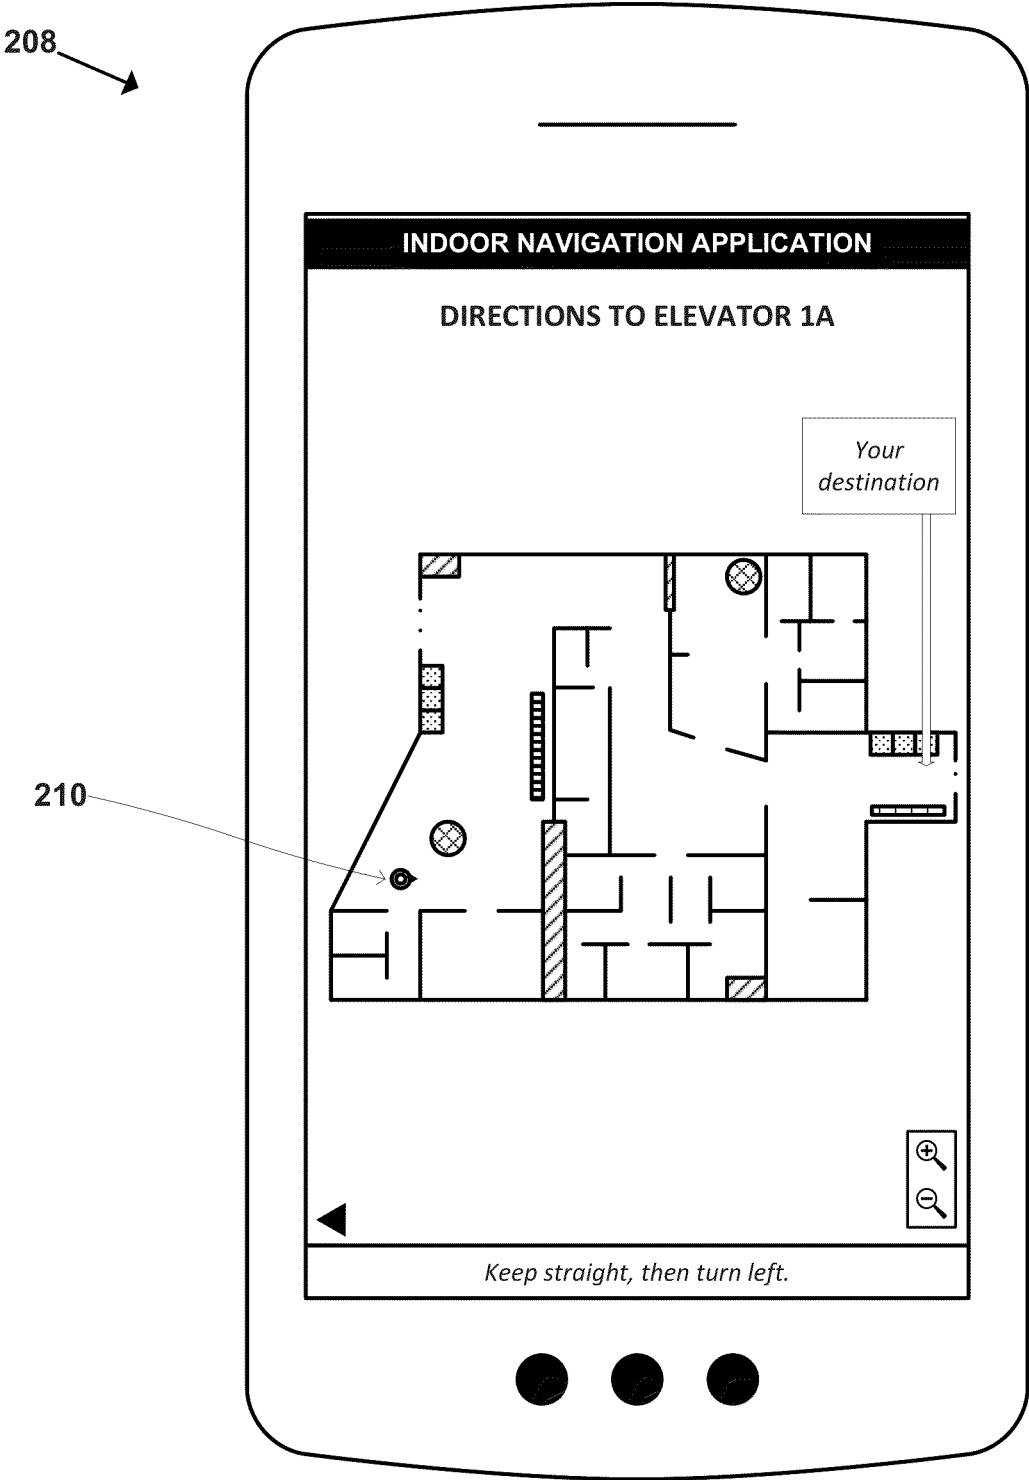 208
INDOOR NAVIGATION APPLICATION
DIRECTIONS TO ELEVATOR 1A
Your
destination
210
Keep straight, then turn left.